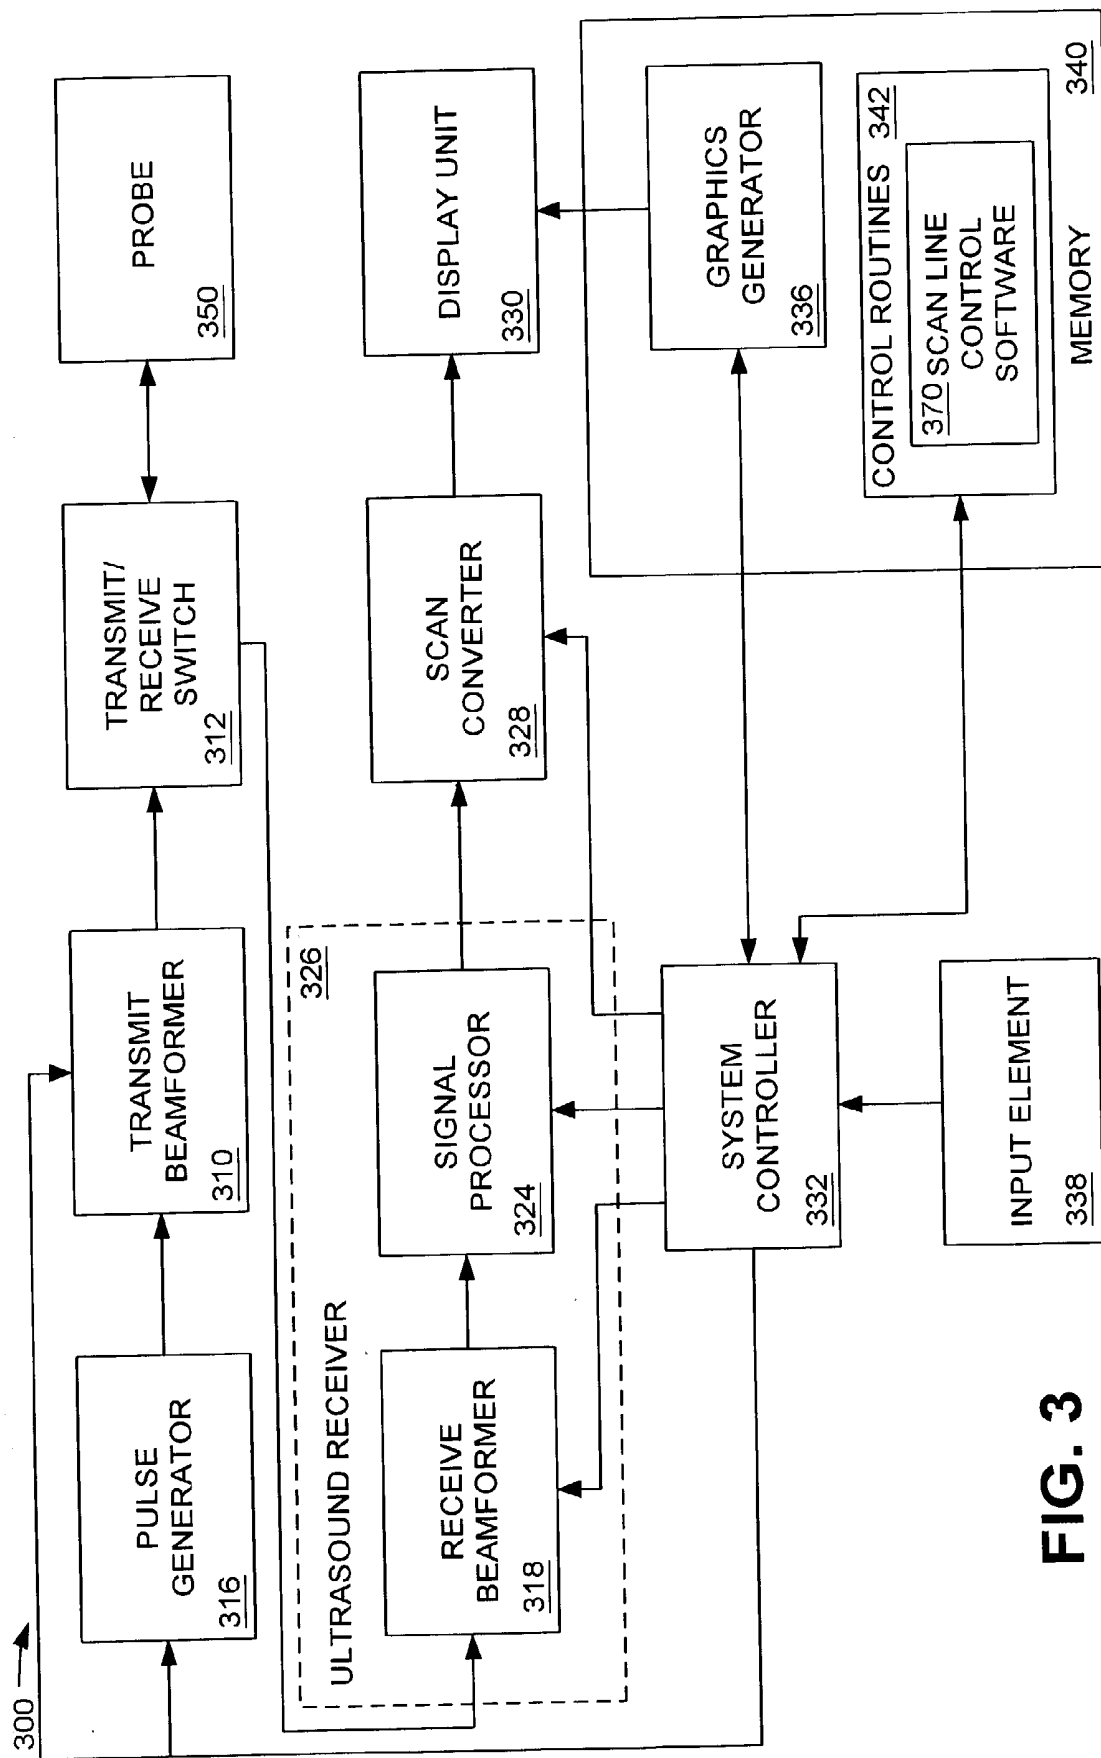 300
PULSE
GENERATOR
316
TRANSMIT
BEAMFORMER
310
TRANSMIT/
RECEIVE
SWITCH
312
PROBE
350
ULTRASOUND RECEIVER
326
RECEIVE
BEAMFORMER
318
SIGNAL
PROCESSOR
324
SCAN
CONVERTER
328
DISPLAY UNIT
330
SYSTEM
CONTROLLER
332
GRAPHICS
GENERATOR
336
INPUT ELEMENT
338
CONTROL ROUTINES 342
370 SCAN LINE
CONTROL
SOFTWARE
MEMORY
340
FIG. 3